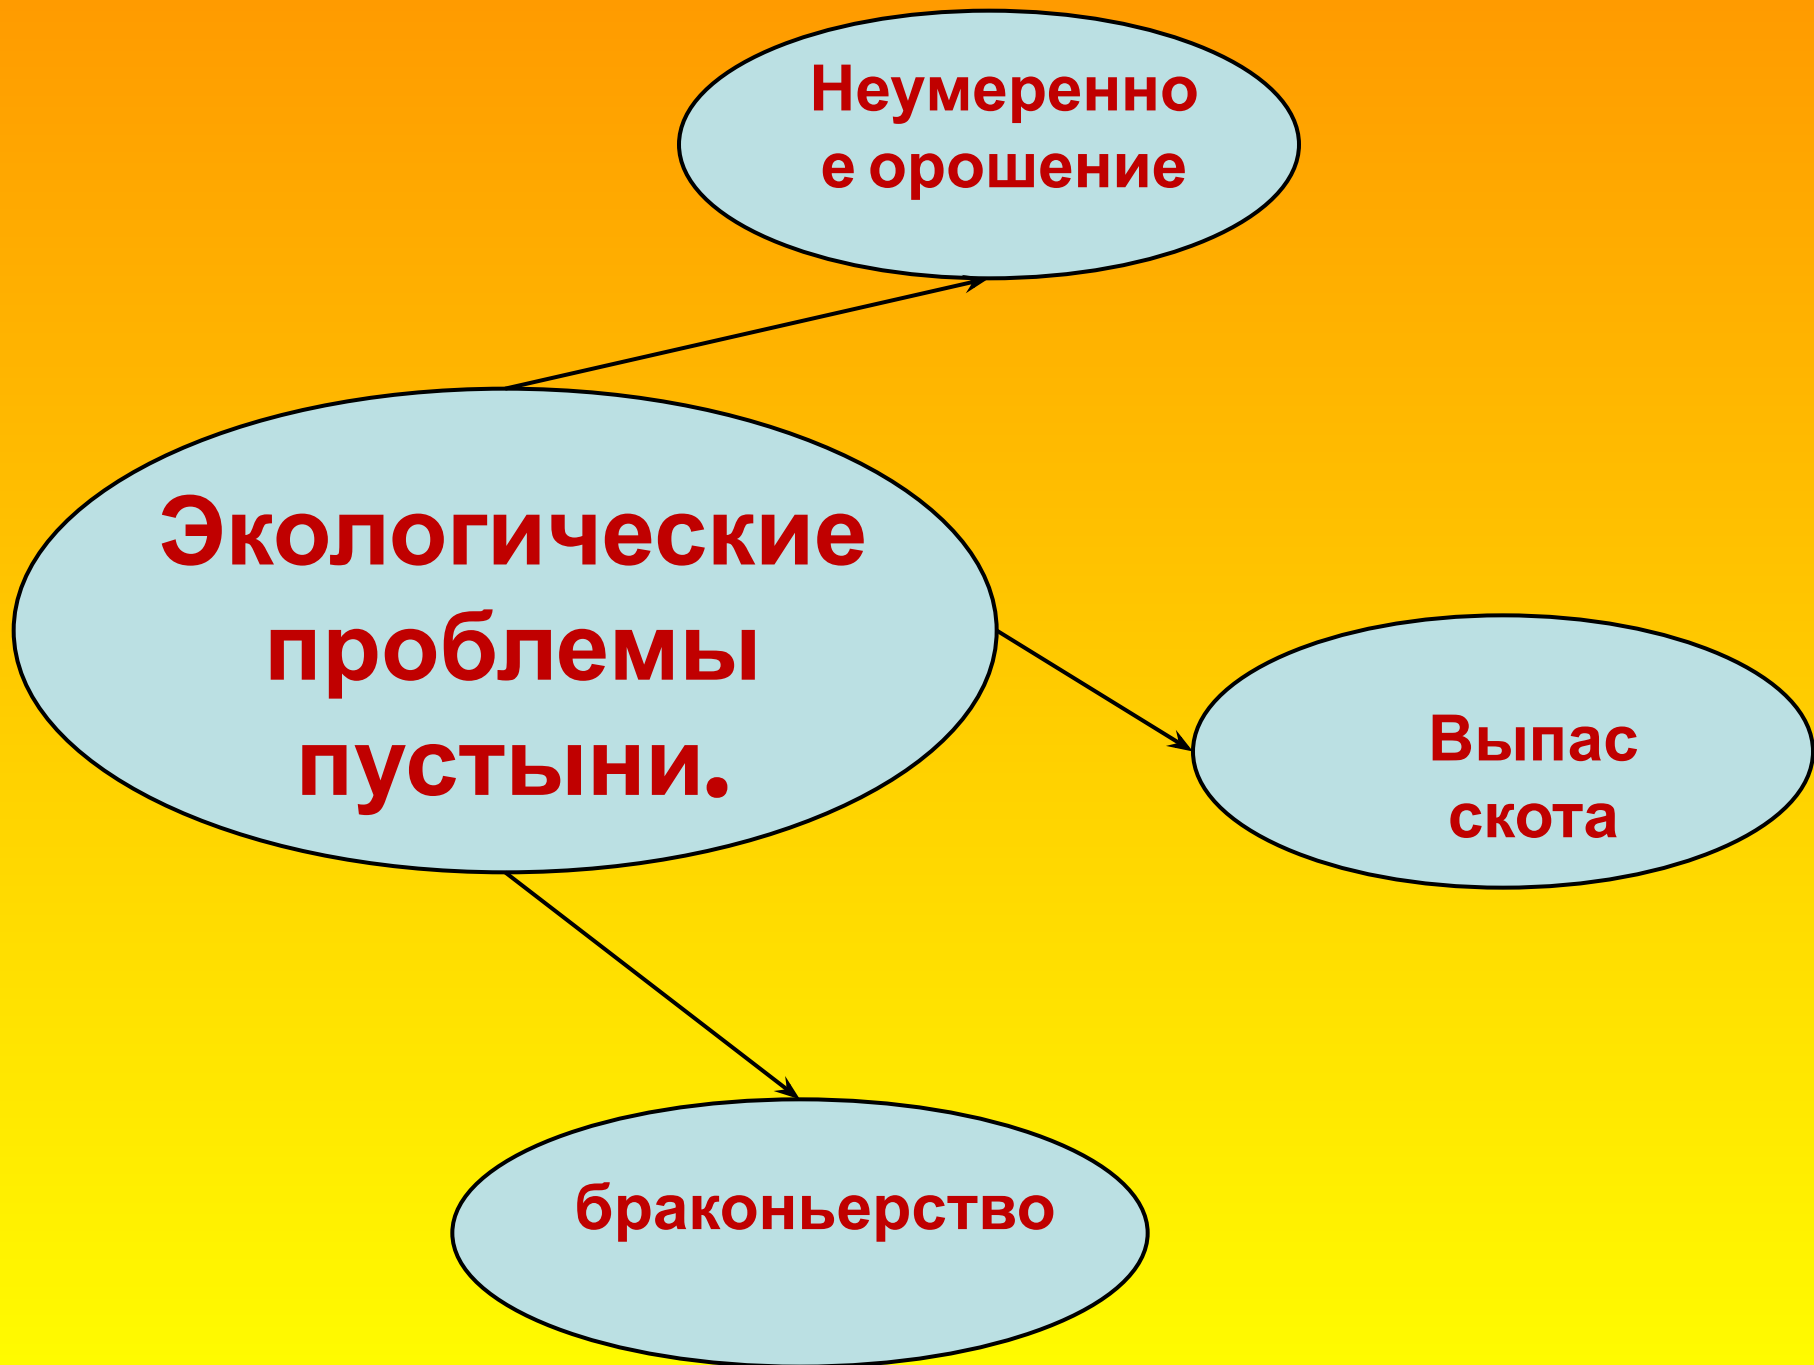 Неумеренно
е орошение
Экологические
проблемы
пустыни.
Выпас
скота
браконьерство